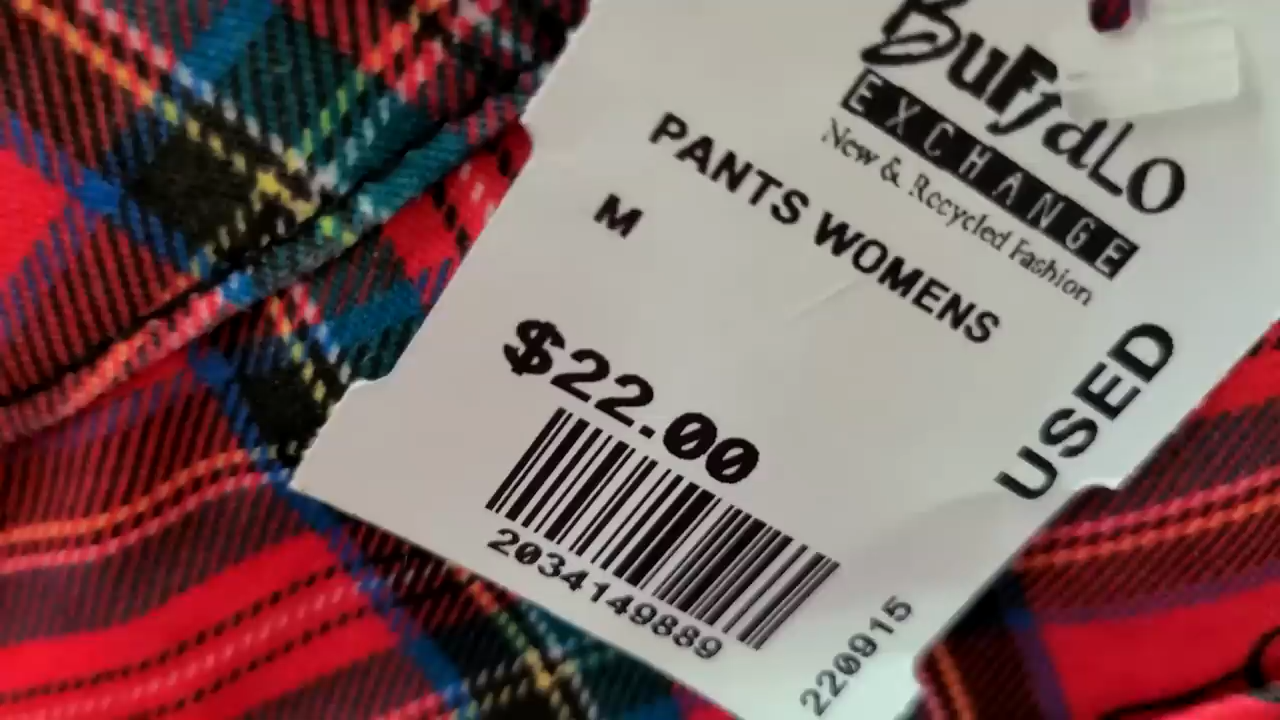 Buffalo
EXCHANGE
New & Recycled Fashion
PANTS WOMENS
M
USED
$22.00
2034149889
220915